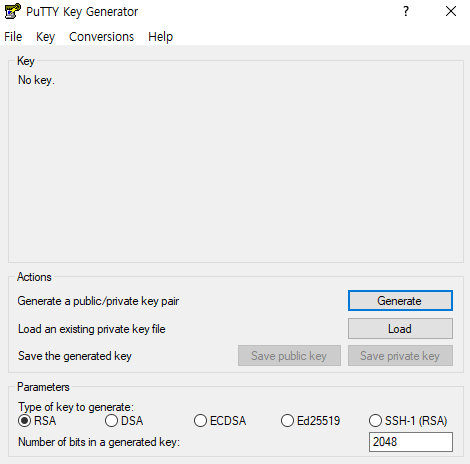 PuTTY Key Generator ?
File Key Conversions Help
Key
No key.
Actions
Generate a public/private key pair Generate
Load an existing private key file Load
Save the generated key Save public key Save private key
Parameters
Type of key to generate:
RSA DSA ECDSA Ed25519 SSH-1 (RSA)
Number of bits in a generated key: 2048